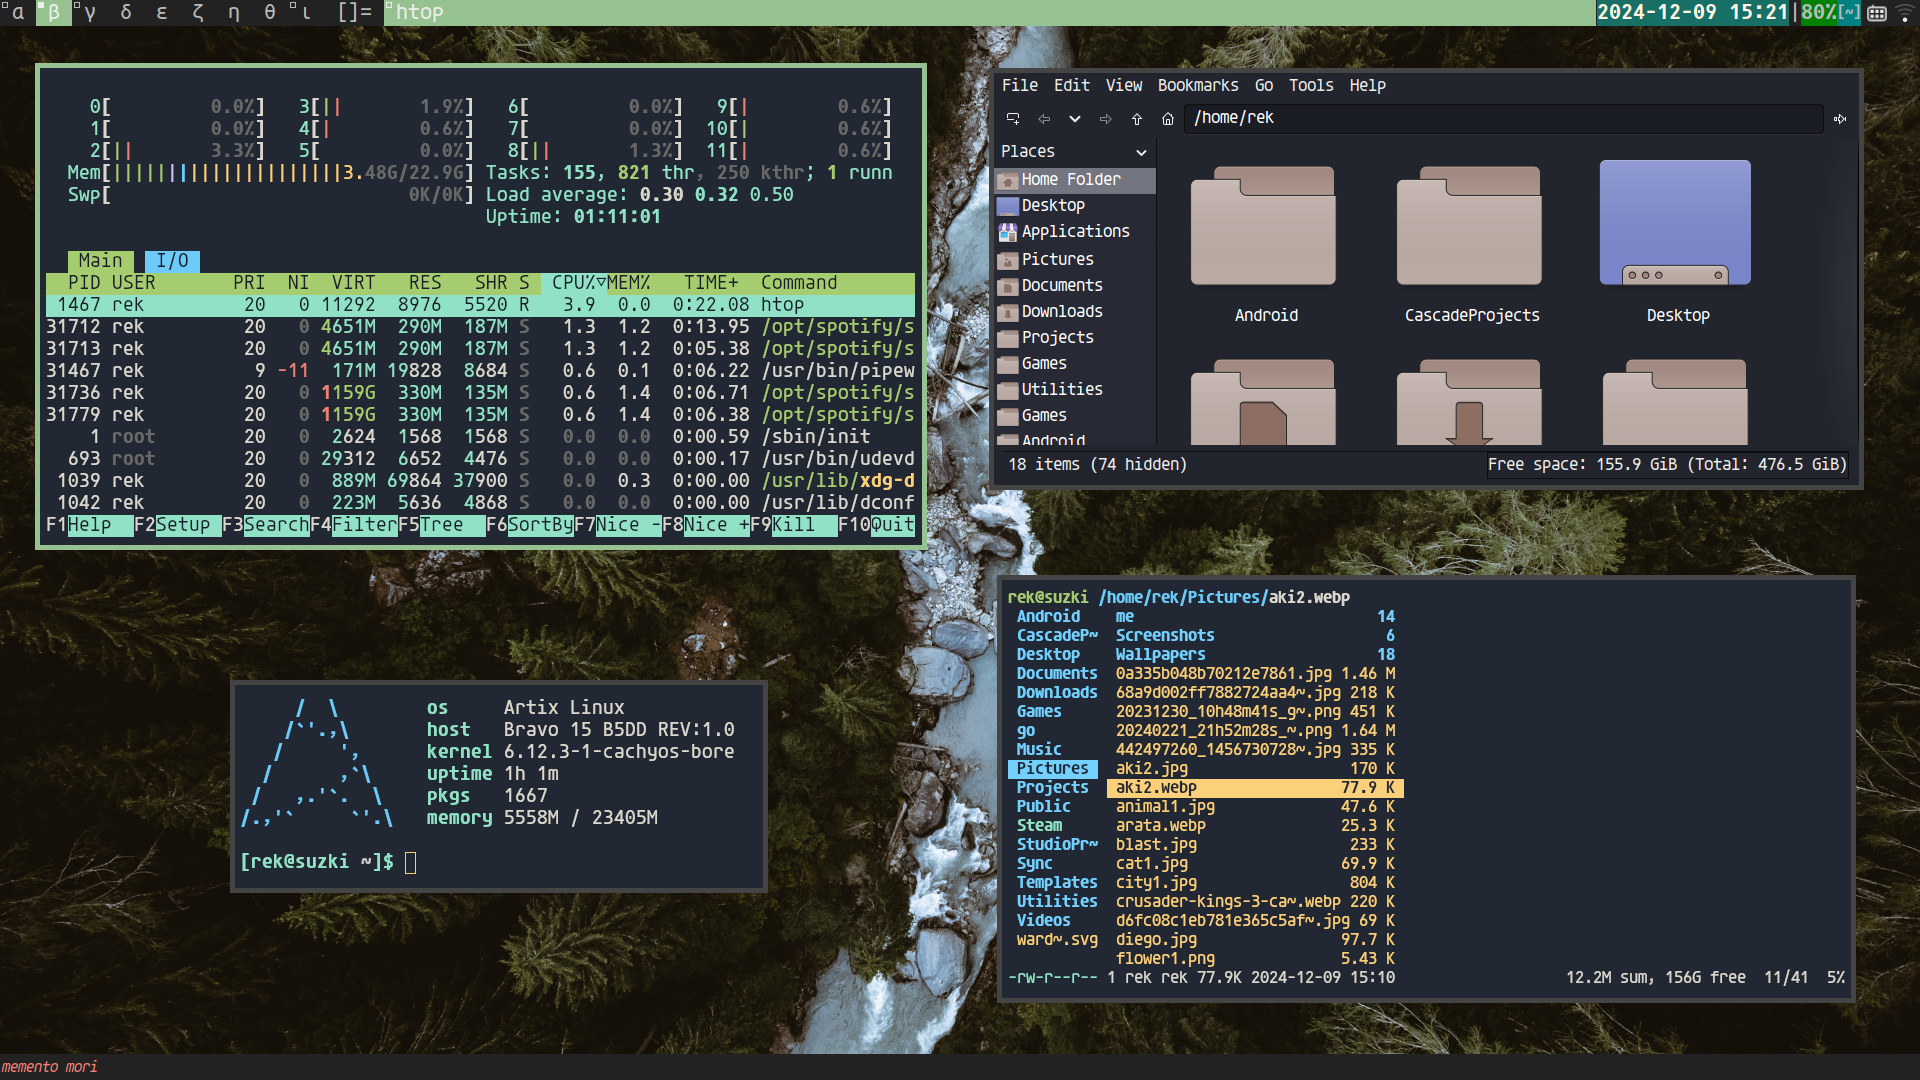 α β γ δ ε ζ η θ ι []= htop 2024-12-09 15:21 | 80% [~]
0[ 0.0%] 3[|| 1.9%] 6[ 0.0%] 9[| 0.6%]
1[ 0.0%] 4[| 0.6%] 7[ 0.0%] 10[| 0.6%]
2[|| 3.3%] 5[ 0.0%] 8[|| 1.3%] 11[| 0.6%]
Mem[|||||||||||||||||||||3.48G/22.9G] Tasks: 155, 821 thr, 250 kthr; 1 runn
Swp[ 0K/0K] Load average: 0.30 0.32 0.50
Uptime: 01:11:01
Main I/O
PID USER PRI NI VIRT RES SHR S CPU%▽MEM% TIME+ Command
1467 rek 20 0 11292 8976 5520 R 3.9 0.0 0:22.08 htop
31712 rek 20 0 4651M 290M 187M S 1.3 1.2 0:13.95 /opt/spotify/s
31713 rek 20 0 4651M 290M 187M S 1.3 1.2 0:05.38 /opt/spotify/s
31467 rek 9 -11 171M 19828 8684 S 0.6 0.1 0:06.22 /usr/bin/pipew
31736 rek 20 0 1159G 330M 135M S 0.6 1.4 0:06.71 /opt/spotify/s
31779 rek 20 0 1159G 330M 135M S 0.6 1.4 0:06.38 /opt/spotify/s
1 root 20 0 2624 1568 1568 S 0.0 0.0 0:00.59 /sbin/init
693 root 20 0 29312 6652 4476 S 0.0 0.0 0:00.17 /usr/bin/udevd
1039 rek 20 0 889M 69864 37900 S 0.0 0.3 0:00.00 /usr/lib/xdg-d
1042 rek 20 0 223M 5636 4868 S 0.0 0.0 0:00.00 /usr/lib/dconf
F1Help F2Setup F3SearchF4FilterF5Tree F6SortByF7Nice -F8Nice +F9Kill F10Quit
File Edit View Bookmarks Go Tools Help
/home/rek
Places
Home Folder
Desktop
Applications
Pictures
Documents
Downloads
Projects
Games
Utilities
Games
Android
Android CascadeProjects Desktop
18 items (74 hidden) Free space: 155.9 GiB (Total: 476.5 GiB)
os Artix Linux
host Bravo 15 B5DD REV:1.0
kernel 6.12.3-1-cachyos-bore
uptime 1h 1m
pkgs 1667
memory 5558M / 23405M
[rek@suzki ~]$
rek@suzki /home/rek/Pictures/aki2.webp
Android me 14
CascadeP~ Screenshots 6
Desktop Wallpapers 18
Documents 0a335b048b70212e7861.jpg 1.46 M
Downloads 68a9d002ff7882724aa4~.jpg 218 K
Games 20231230_10h48m41s_g~.png 451 K
go 20240221_21h52m28s_~.png 1.64 M
Music 442497260_1456730728~.jpg 335 K
Pictures aki2.jpg 170 K
Projects aki2.webp 77.9 K
Public animal1.jpg 47.6 K
Steam arata.webp 25.3 K
StudioPr~ blast.jpg 233 K
Sync cat1.jpg 69.9 K
Templates city1.jpg 804 K
Utilities crusader-kings-3-ca~.webp 220 K
Videos d6fc08c1eb781e365c5af~.jpg 69 K
ward~.svg diego.jpg 97.7 K
flower1.png 5.43 K
-rw-r--r-- 1 rek rek 77.9K 2024-12-09 15:10 12.2M sum, 156G free 11/41 5%
memento mori